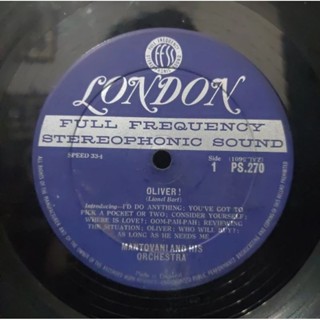 FFSS
LONDON
FULL FREQUENCY
STEREOPHONIC SOUND
SPEED 33⅓
Side
1
PS.270
OLIVER!
(Lionel Bart)
Introducing—I'D DO ANYTHING; YOU'VE GOT TO
PICK A POCKET OR TWO; CONSIDER YOURSELF;
WHERE IS LOVE?; OOM-PAH-PAH; REVIEWING
THE SITUATION; OLIVER; WHO WILL BUY?;
AS LONG AS HE NEEDS ME
MANTOVANI AND HIS
ORCHESTRA
Made in England